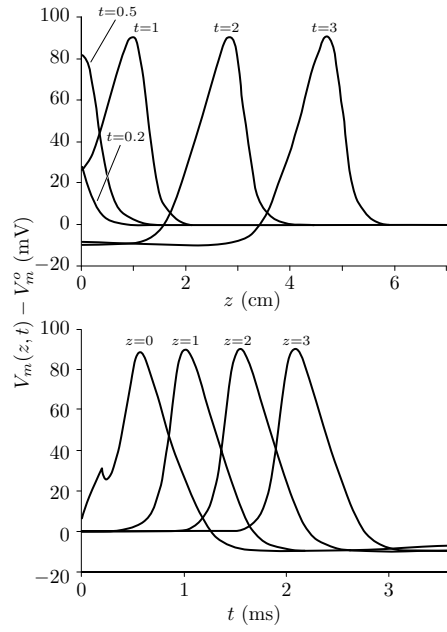 t=0.5
100
t=1
t=2
t=3
80
60
40
t=0.2
20
0
−20
0
2
4
6
z (cm)
V_m(z, t) − V_m^o (mV)
100
z=0
z=1
z=2
z=3
80
60
40
20
0
−20
0
1
2
3
t (ms)